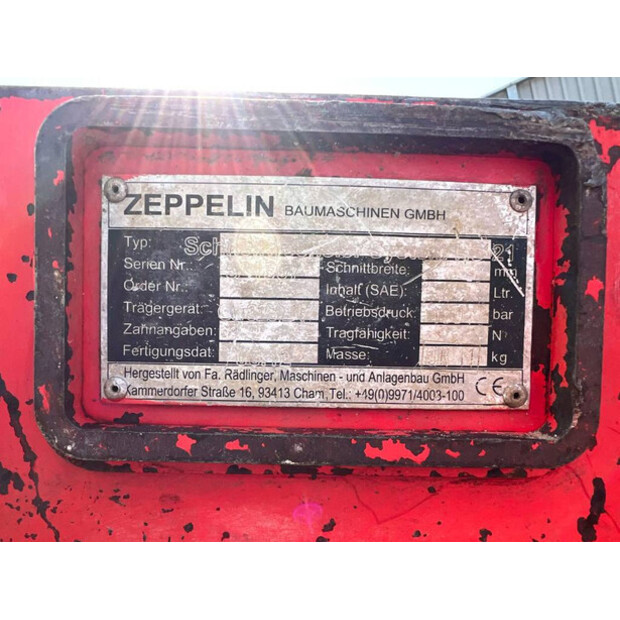 ZEPPELIN BAUMASCHINEN GMBH
Typ:
Serien Nr.: Schnittbreite: mm
Order Nr.: Inhalt (SAE): Ltr.
Trägergerät: Betriebsdruck: bar
Zahnangaben: Tragfähigkeit: N
Fertigungsdat: Masse: kg
Hergestellt von Fa. Rädlinger, Maschinen - und Anlagenbau GmbH
Kammerdorfer Straße 16, 93413 Cham,Tel.: +49(0)9971/4003-100 CE